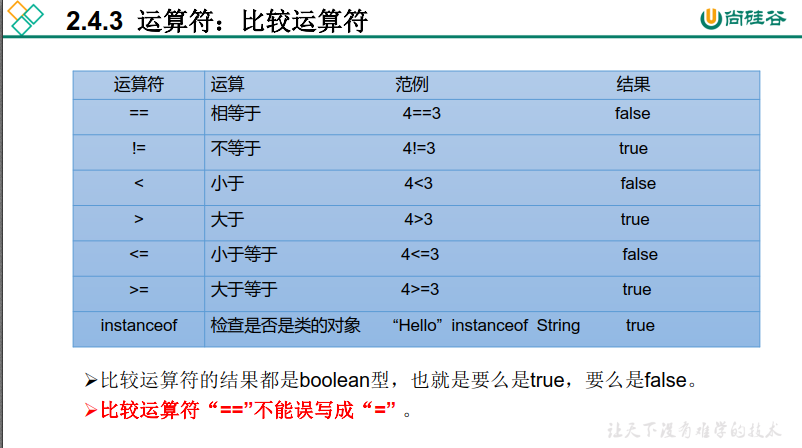 2.4.3 运算符：比较运算符
尚硅谷
运算符 运算 范例 结果
== 相等于 4==3 false
!= 不等于 4!=3 true
< 小于 4<3 false
> 大于 4>3 true
<= 小于等于 4<=3 false
>= 大于等于 4>=3 true
instanceof 检查是否是类的对象 “Hello” instanceof String true
➢比较运算符的结果都是boolean型，也就是要么是true，要么是false。
➢比较运算符“==”不能误写成“=” 。
让天下没有难学的技术